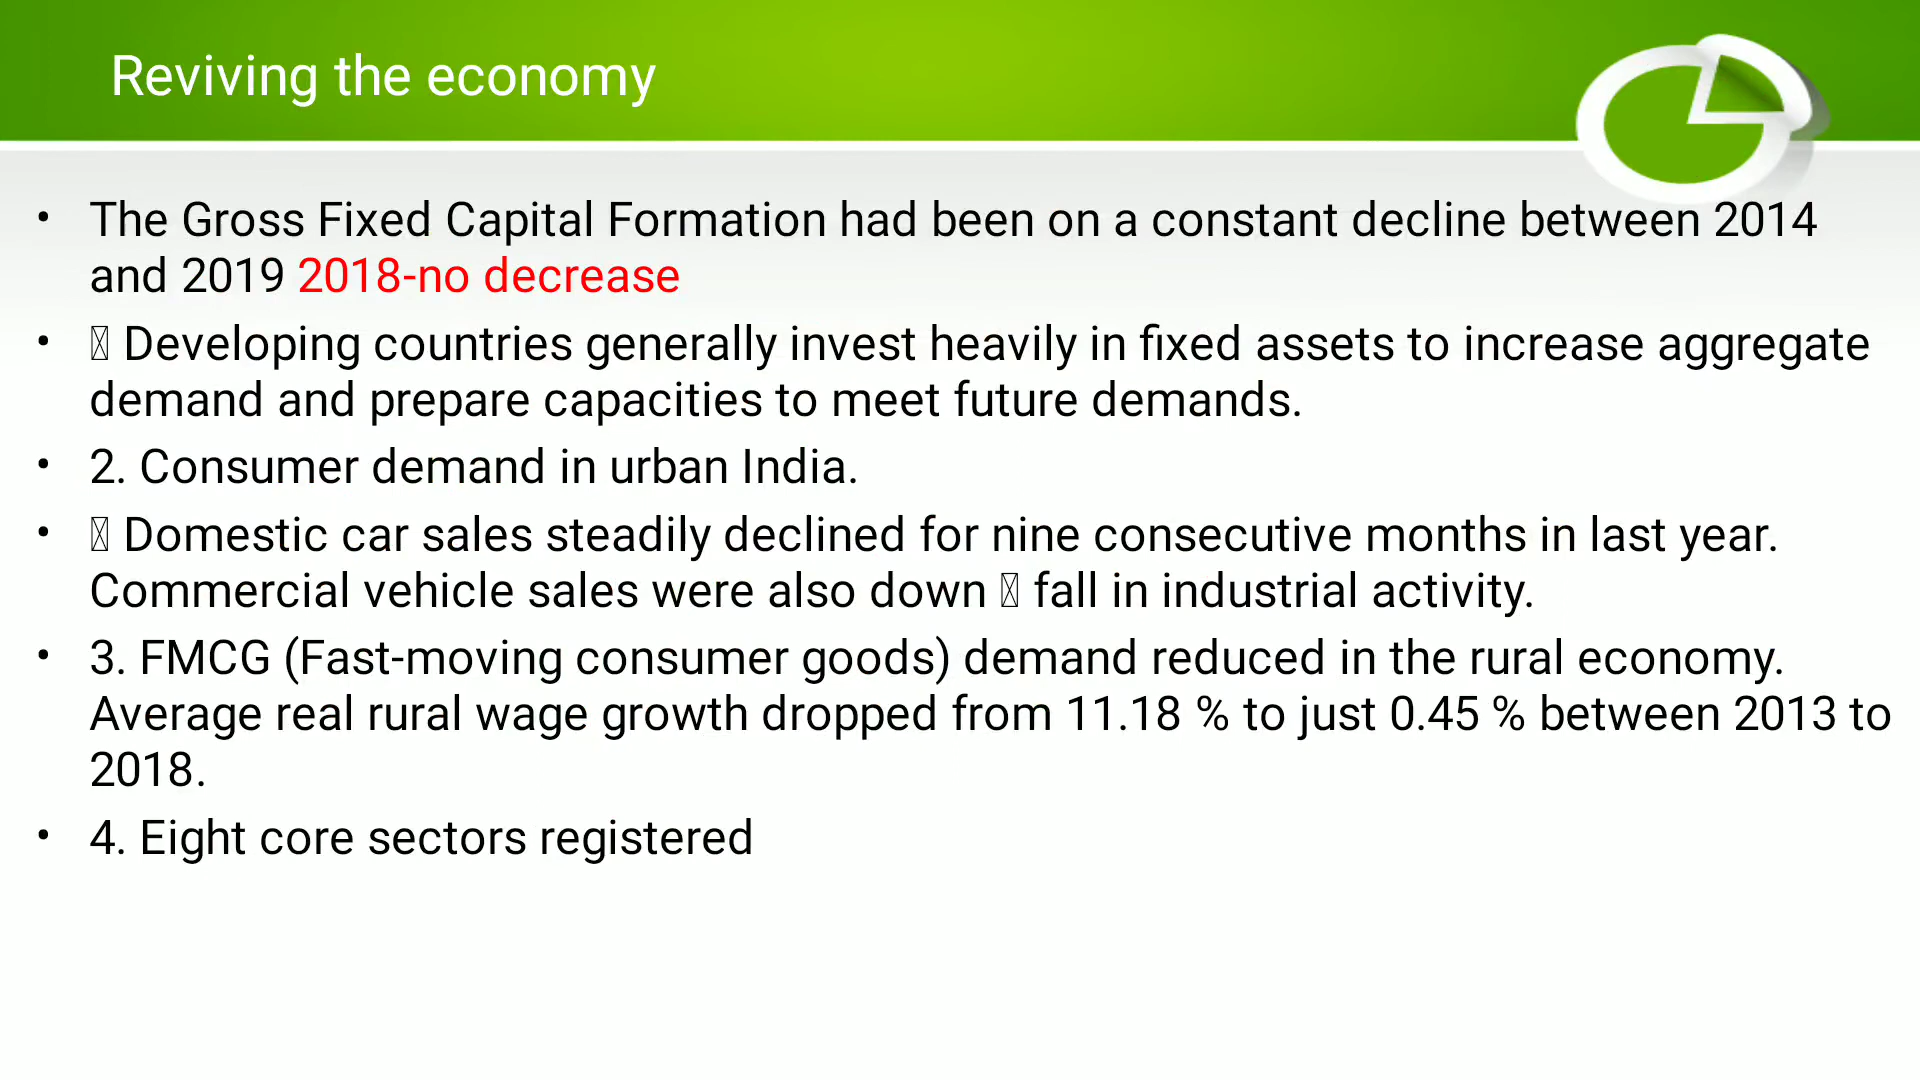 Reviving the economy
• The Gross Fixed Capital Formation had been on a constant decline between 2014
and 2019 2018-no decrease
• Developing countries generally invest heavily in fixed assets to increase aggregate
demand and prepare capacities to meet future demands.
• 2. Consumer demand in urban India.
• Domestic car sales steadily declined for nine consecutive months in last year.
Commercial vehicle sales were also down fall in industrial activity.
• 3. FMCG (Fast-moving consumer goods) demand reduced in the rural economy.
Average real rural wage growth dropped from 11.18 % to just 0.45 % between 2013 to
2018.
• 4. Eight core sectors registered